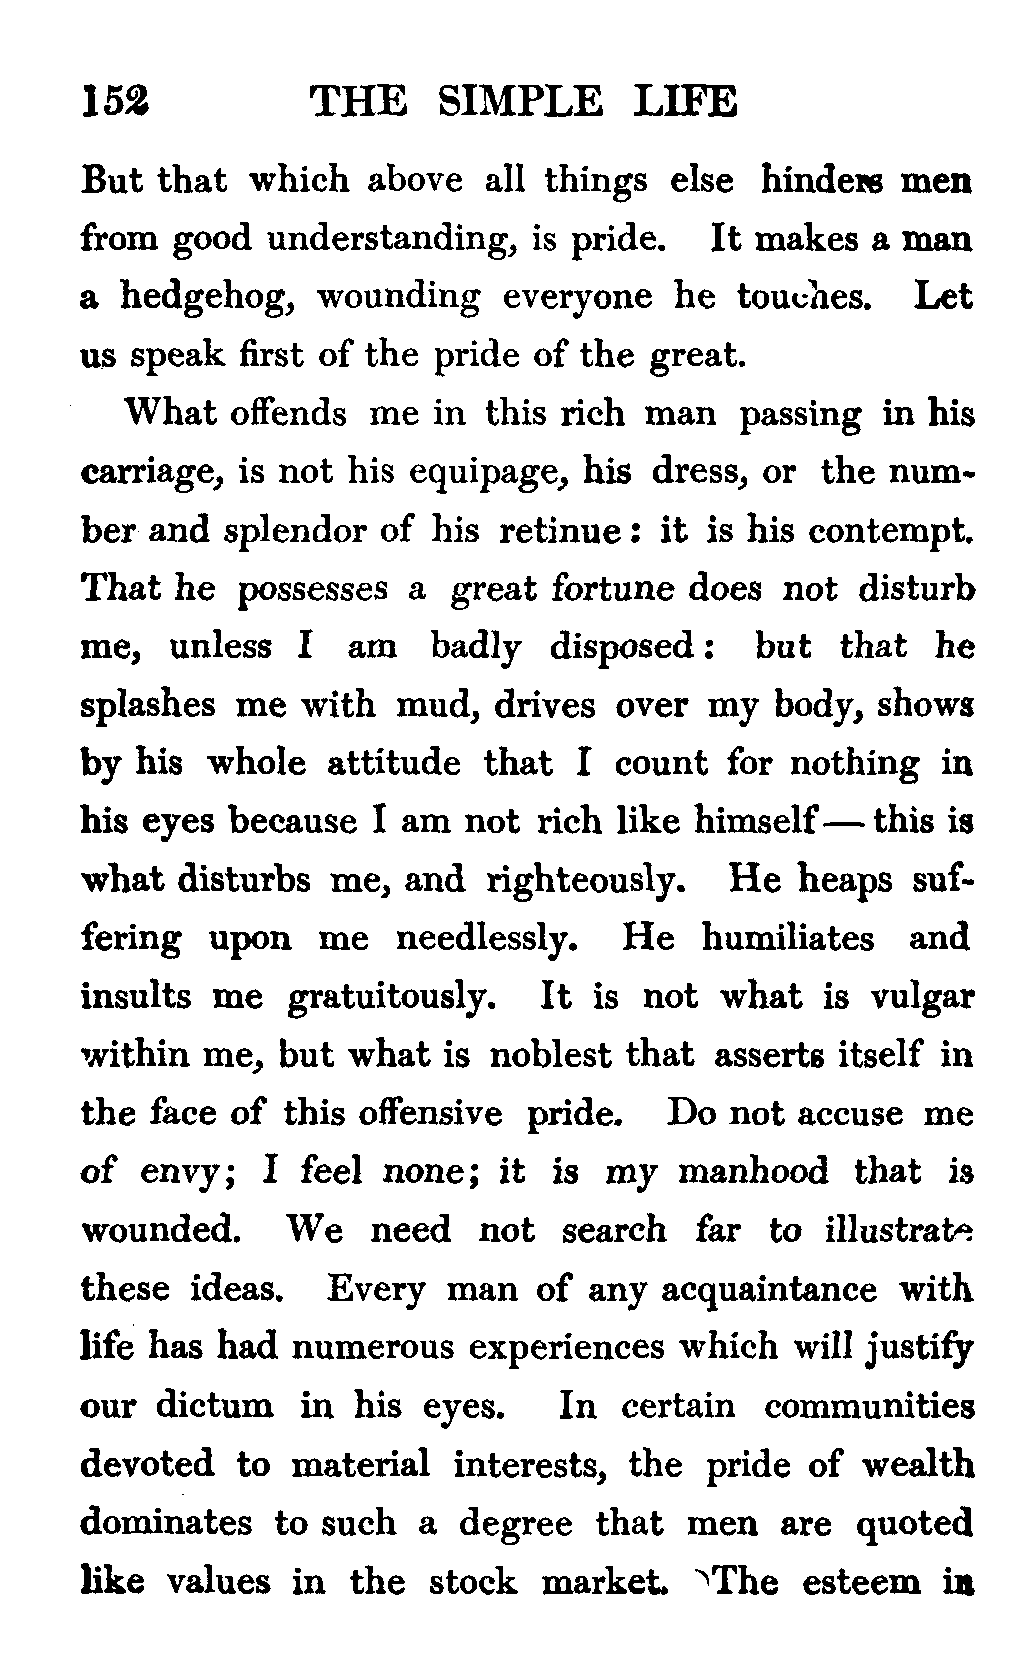 152 THE SIMPLE LIFE
But that which above all things else hinders men
from good understanding, is pride. It makes a man
a hedgehog, wounding everyone he touches. Let
us speak first of the pride of the great.
What offends me in this rich man passing in his
carriage, is not his equipage, his dress, or the num-
ber and splendor of his retinue: it is his contempt.
That he possesses a great fortune does not disturb
me, unless I am badly disposed: but that he
splashes me with mud, drives over my body, shows
by his whole attitude that I count for nothing in
his eyes because I am not rich like himself—this is
what disturbs me, and righteously. He heaps suf-
fering upon me needlessly. He humiliates and
insults me gratuitously. It is not what is vulgar
within me, but what is noblest that asserts itself in
the face of this offensive pride. Do not accuse me
of envy; I feel none; it is my manhood that is
wounded. We need not search far to illustrate
these ideas. Every man of any acquaintance with
life has had numerous experiences which will justify
our dictum in his eyes. In certain communities
devoted to material interests, the pride of wealth
dominates to such a degree that men are quoted
like values in the stock market. The esteem in